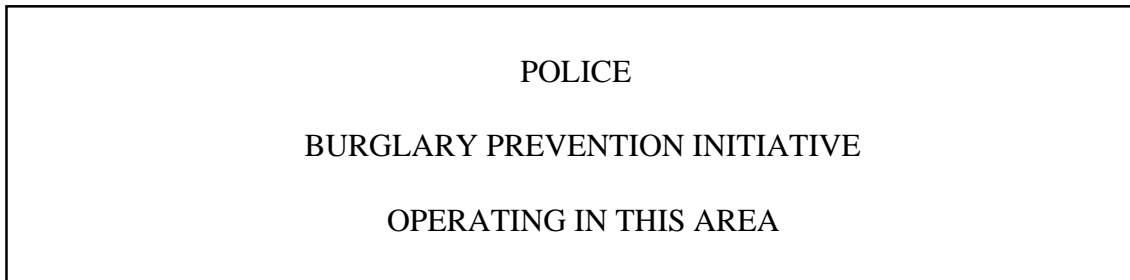 POLICE
BURGLARY PREVENTION INITIATIVE
OPERATING IN THIS AREA